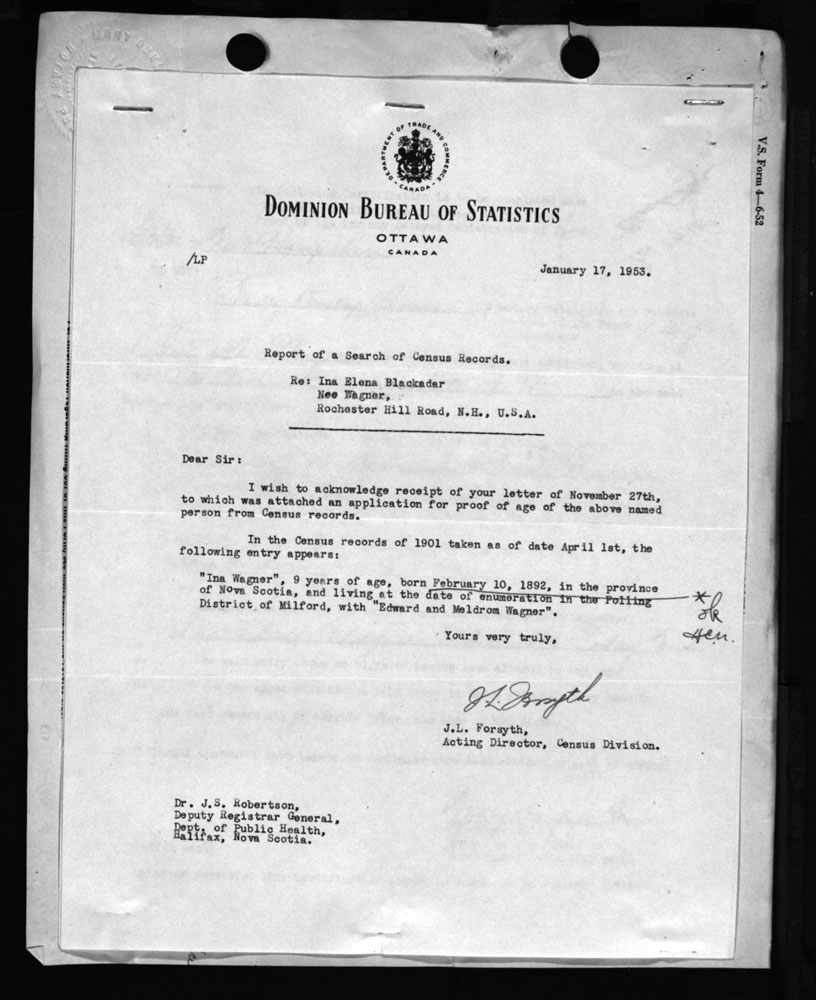 DEPARTMENT OF TRADE AND COMMERCE
CANADA
DOMINION BUREAU OF STATISTICS
OTTAWA
CANADA
V.S. Form 4—6-52
/LP
January 17, 1953.
Report of a Search of Census Records.
Re: Ina Elena Blackadar
Nee Wagner,
Rochester Hill Road, N.H., U.S.A.
Dear Sir:
I wish to acknowledge receipt of your letter of November 27th,
to which was attached an application for proof of age of the above named
person from Census records.
In the Census records of 1901 taken as of date April 1st, the
following entry appears:
"Ina Wagner", 9 years of age, born February 10, 1892, in the province
of Nova Scotia, and living at the date of enumeration in the Polling
District of Milford, with "Edward and Meldrom Wagner".
* ok
Yours very truly,
J.L. Forsyth
J.L. Forsyth,
Acting Director, Census Division.
Dr. J.S. Robertson,
Deputy Registrar General,
Dept. of Public Health,
Halifax, Nova Scotia.